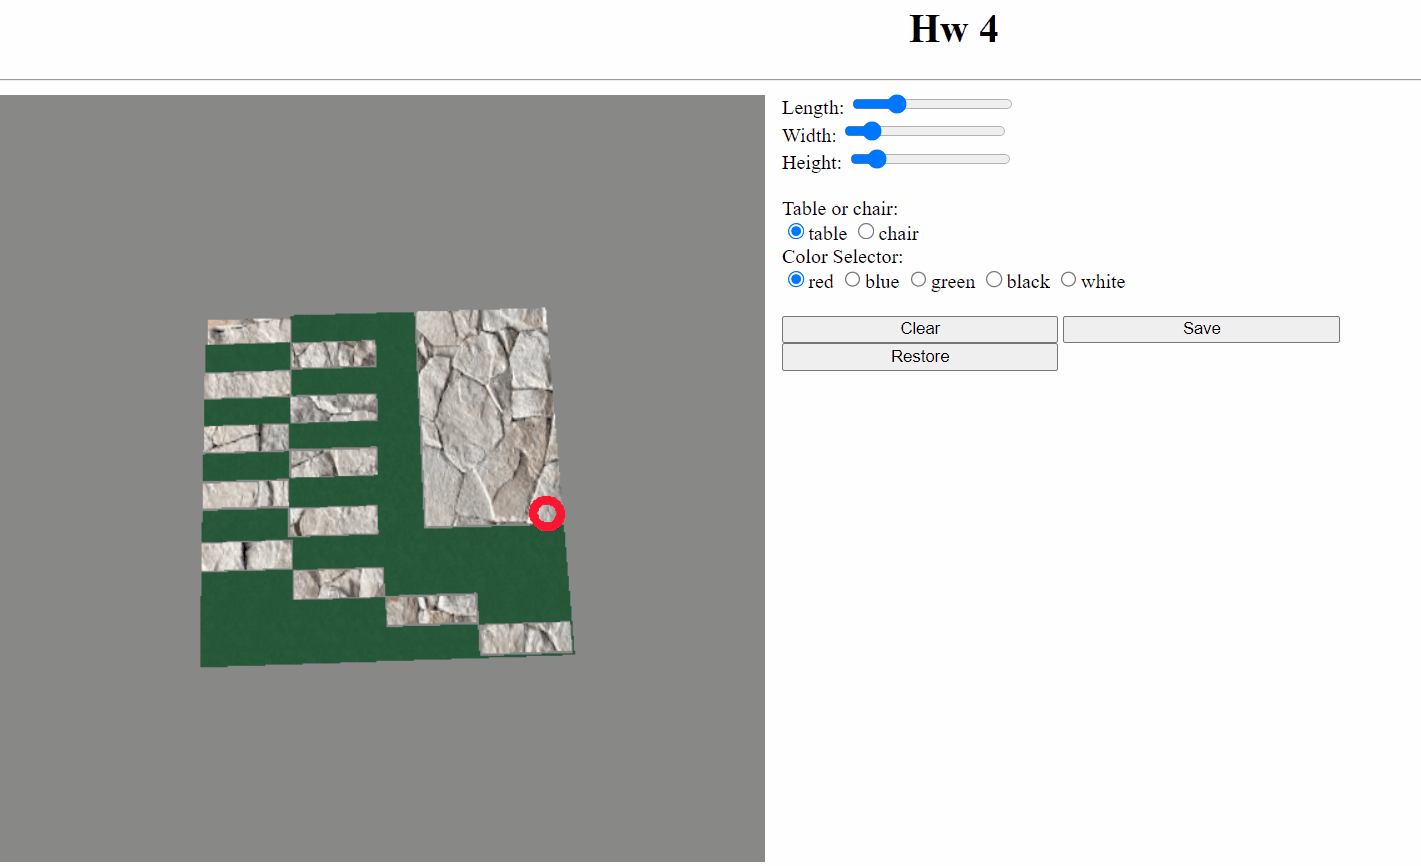 Hw 4
Length:
Width:
Height:
Table or chair:
table chair
Color Selector:
red blue green black white
Clear Save
Restore